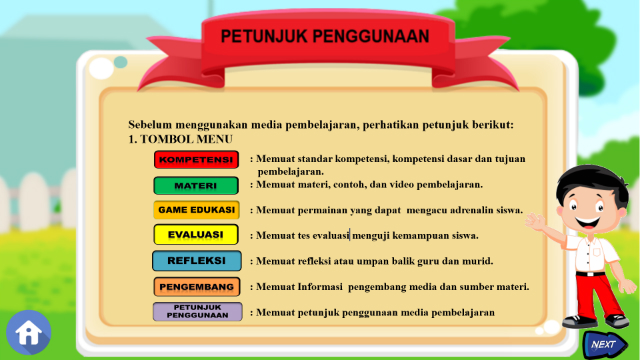 PETUNJUK PENGGUNAAN
Sebelum menggunakan media pembelajaran, perhatikan petunjuk berikut:
1. TOMBOL MENU
KOMPETENSI : Memuat standar kompetensi, kompetensi dasar dan tujuan
pembelajaran.
MATERI : Memuat materi, contoh, dan video pembelajaran.
GAME EDUKASI : Memuat permainan yang dapat mengacu adrenalin siswa.
EVALUASI : Memuat tes evaluasi menguji kemampuan siswa.
REFLEKSI : Memuat refleksi atau umpan balik guru dan murid.
PENGEMBANG : Memuat Informasi pengembang media dan sumber materi.
PETUNJUK
PENGGUNAAN : Memuat petunjuk penggunaan media pembelajaran
NEXT